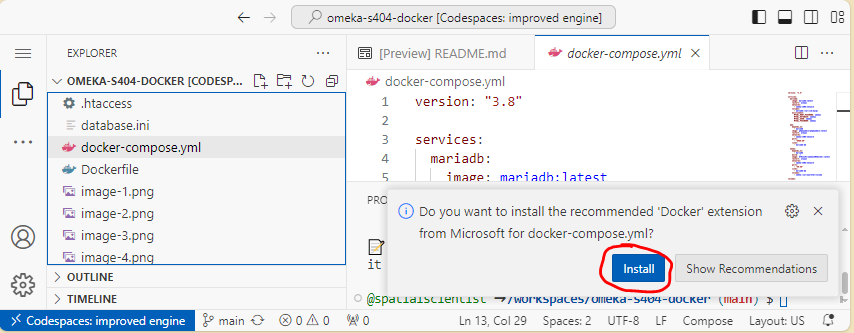 omeka-s404-docker [Codespaces: improved engine]
EXPLORER
[Preview] README.md
docker-compose.yml
OMEKA-S404-DOCKER [CODESP...
docker-compose.yml
.htaccess
1 version: "3.8"
database.ini
2
docker-compose.yml
3 services:
Dockerfile
4 mariadb:
image-1.png
5 image: mariadb:latest
image-2.png
PRO
Do you want to install the recommended 'Docker' extension
from Microsoft for docker-compose.yml?
image-3.png
image-4.png
it
Install
Show Recommendations
OUTLINE
TIMELINE
@spatialscientist ➜/workspaces/omeka-s404-docker (main) $
Codespaces: improved engine
main
0
0
0
Ln 13, Col 29
Spaces: 2
UTF-8
LF
Compose
Layout: US